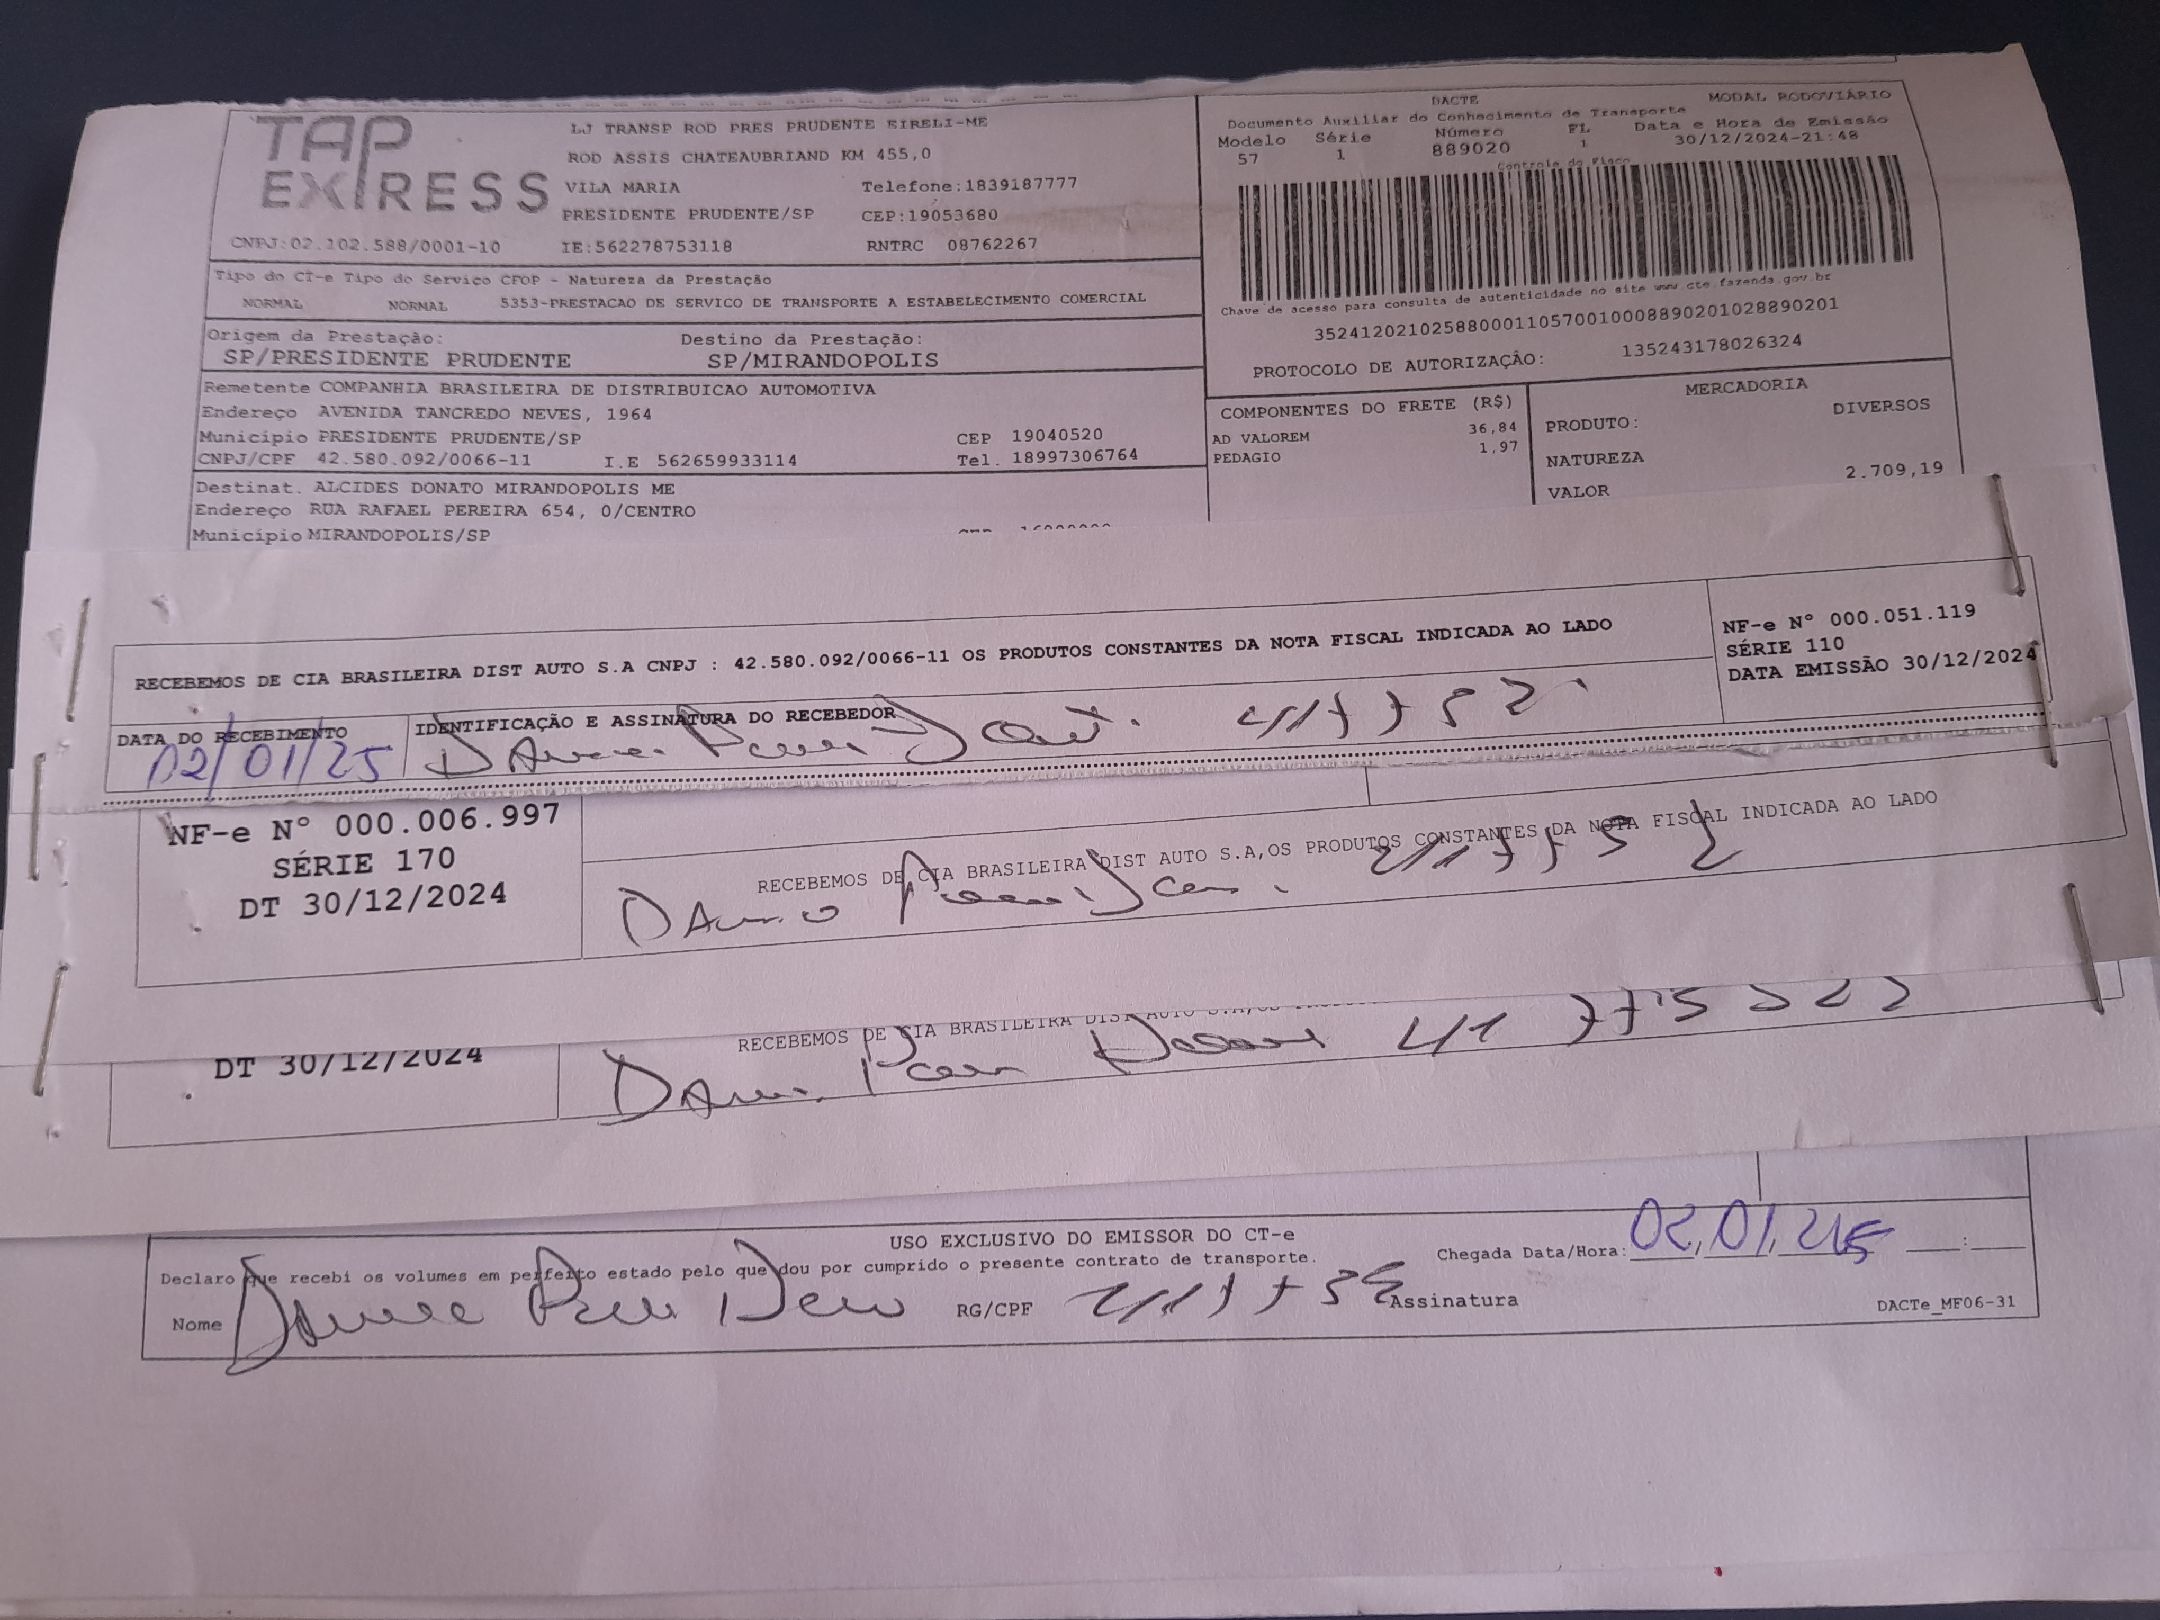 TAP
EXPRESS
LJ TRANSP ROD PRES PRUDENTE EIRELI-ME
ROD ASSIS CHATEAUBRIAND KM 455,0
VILA MARIA Telefone:1839187777
PRESIDENTE PRUDENTE/SP CEP:19053680
CNPJ:02.102.588/0001-10 IE:562278753118 RNTRC 08762267
DACTE MODAL RODOVIÁRIO
Documento Auxiliar do Conhecimento de Transporte
Modelo Série Número FL Data e Hora de Emissão
57 1 889020 1 30/12/2024-21:48
Controle do Fisco
Chave de acesso para consulta de autenticidade no site www.cte.fazenda.gov.br
35241202102588000110570010008890201028890201
PROTOCOLO DE AUTORIZAÇÃO: 135243178026324
Tipo do CT-e Tipo do Serviço CFOP - Natureza da Prestação
NORMAL NORMAL 5353-PRESTACAO DE SERVICO DE TRANSPORTE A ESTABELECIMENTO COMERCIAL
Origem da Prestação: Destino da Prestação:
SP/PRESIDENTE PRUDENTE SP/MIRANDOPOLIS
Remetente COMPANHIA BRASILEIRA DE DISTRIBUICAO AUTOMOTIVA
Endereço AVENIDA TANCREDO NEVES, 1964
Município PRESIDENTE PRUDENTE/SP CEP 19040520
CNPJ/CPF 42.580.092/0066-11 I.E 562659933114 Tel. 18997306764
COMPONENTES DO FRETE (R$)
AD VALOREM 36,84
PEDAGIO 1,97
MERCADORIA
PRODUTO: DIVERSOS
NATUREZA
VALOR 2.709,19
Destinat. ALCIDES DONATO MIRANDOPOLIS ME
Endereço RUA RAFAEL PEREIRA 654, 0/CENTRO
Município MIRANDOPOLIS/SP
RECEBEMOS DE CIA BRASILEIRA DIST AUTO S.A CNPJ : 42.580.092/0066-11 OS PRODUTOS CONSTANTES DA NOTA FISCAL INDICADA AO LADO
NF-e N° 000.051.119
SÉRIE 110
DATA EMISSÃO 30/12/2024
DATA DO RECEBIMENTO IDENTIFICAÇÃO E ASSINATURA DO RECEBEDOR
02/01/25
NF-e N° 000.006.997
SÉRIE 170
DT 30/12/2024
RECEBEMOS DE CIA BRASILEIRA DIST AUTO S.A,OS PRODUTOS CONSTANTES DA NOTA FISCAL INDICADA AO LADO
RECEBEMOS DE CIA BRASILEIRA DIST AUTO S.A,OS
DT 30/12/2024
USO EXCLUSIVO DO EMISSOR DO CT-e
Declaro que recebi os volumes em perfeito estado pelo que dou por cumprido o presente contrato de transporte.
Chegada Data/Hora: 02,01,
Nome RG/CPF Assinatura
DACTe_MF06-31